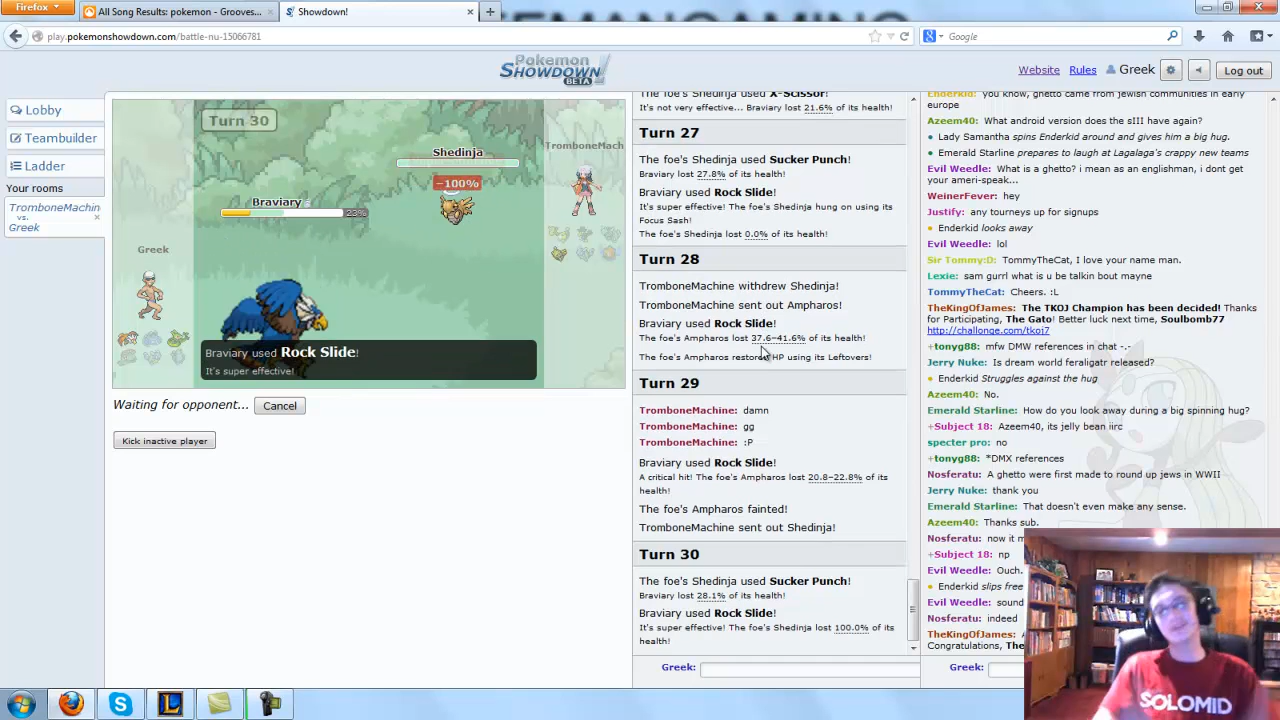 Firefox
All Song Results: pokemon - Grooves...
Showdown!
play.pokemonshowdown.com/battle-nu-15066781
Google
Pokemon
SHOWDOWN!
BETA
Website
Rules
Greek
Log out
Lobby
Teambuilder
Ladder
Your rooms
TromboneMachin
vs.
Greek
Turn 30
Shedinja
−100%
Braviary
23%
TromboneMach
Greek
Braviary used Rock Slide!
It's super effective!
Waiting for opponent...
Cancel
Kick inactive player
The foe's Shedinja used X-Scissor!
It's not very effective... Braviary lost 21.6% of its health!
Turn 27
The foe's Shedinja used Sucker Punch!
Braviary lost 27.8% of its health!
Braviary used Rock Slide!
It's super effective! The foe's Shedinja hung on using its
Focus Sash!
The foe's Shedinja lost 0.0% of its health!
Turn 28
TromboneMachine withdrew Shedinja!
TromboneMachine sent out Ampharos!
Braviary used Rock Slide!
The foe's Ampharos lost 37.6–41.6% of its health!
The foe's Ampharos restored HP using its Leftovers!
Turn 29
TromboneMachine: damn
TromboneMachine: gg
TromboneMachine: :P
Braviary used Rock Slide!
A critical hit! The foe's Ampharos lost 20.8–22.8% of its
health!
The foe's Ampharos fainted!
TromboneMachine sent out Shedinja!
Turn 30
The foe's Shedinja used Sucker Punch!
Braviary lost 28.1% of its health!
Braviary used Rock Slide!
It's super effective! The foe's Shedinja lost 100.0% of its
health!
Greek:
Enderkid: you know, ghetto came from jewish communities in early
europe
Azeem40: What android version does the sIII have again?
● Lady Samantha spins Enderkid around and gives him a big hug.
● Emerald Starline prepares to laugh at Lagalaga's crappy new teams
Evil Weedle: What is a ghetto? i mean as an englishman, i dont get
your ameri-speak...
WeinerFever: hey
Justify: any tourneys up for signups
● Enderkid looks away
Evil Weedle: lol
Sir Tommy:D: TommyTheCat, I love your name man.
Lexie: sam gurrl what is u be talkin bout mayne
TommyTheCat: Cheers. :L
TheKingOfJames: The TKOJ Champion has been decided! Thanks
for Participating, The Gato! Better luck next time, Soulbomb77
http://challonge.com/tkoj7
+tonyg88: mfw DMW references in chat -.-
Jerry Nuke: Is dream world feraligatr released?
● Enderkid Struggles against the hug
Azeem40: No.
Emerald Starline: How do you look away during a big spinning hug?
+Subject 18: Azeem40, its jelly bean iirc
specter pro: no
+tonyg88: *DMX references
Nosferatu: A ghetto were first made to round up jews in WWII
Jerry Nuke: thank you
Emerald Starline: That doesn't even make any sense.
Azeem40: Thanks sub.
Nosferatu: now it m
+Subject 18: np
Evil Weedle: Ouch.
● Enderkid slips free
Evil Weedle: sound
Nosferatu: indeed
TheKingOfJames:
Congratulations, The
Greek:
SOLOMID